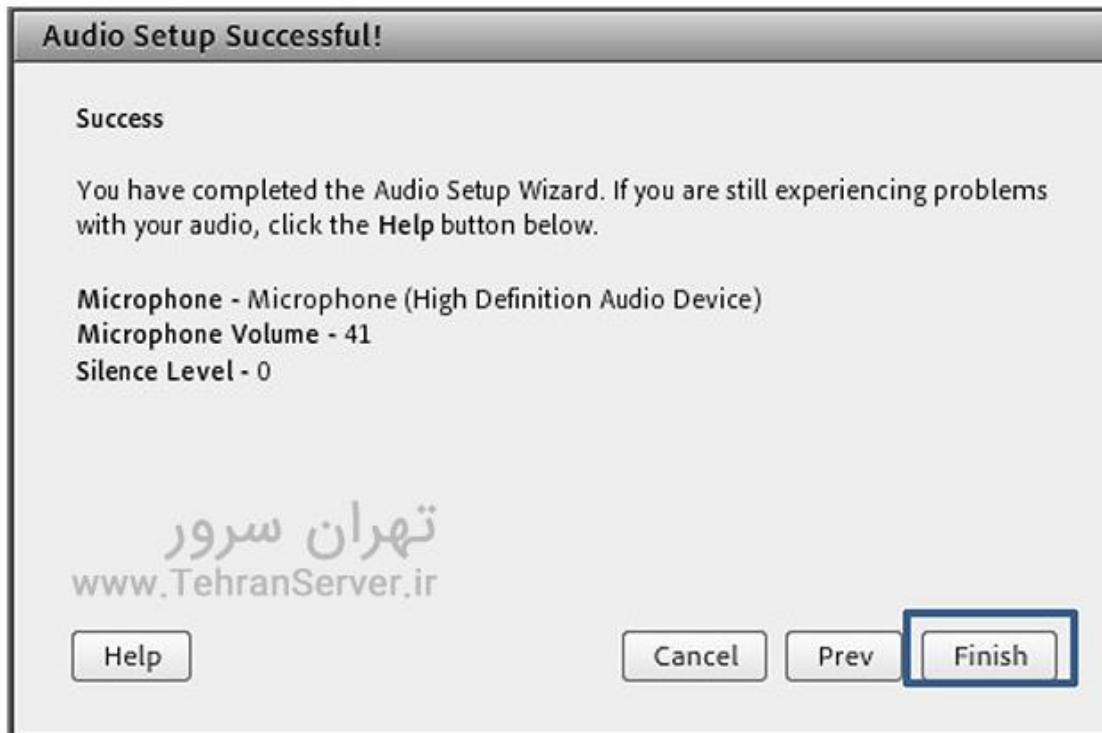 Audio Setup Successful!
Success
You have completed the Audio Setup Wizard. If you are still experiencing problems
with your audio, click the Help button below.
Microphone - Microphone (High Definition Audio Device)
Microphone Volume - 41
Silence Level - 0
تهران سرور
www.TehranServer.ir
Help Cancel Prev Finish